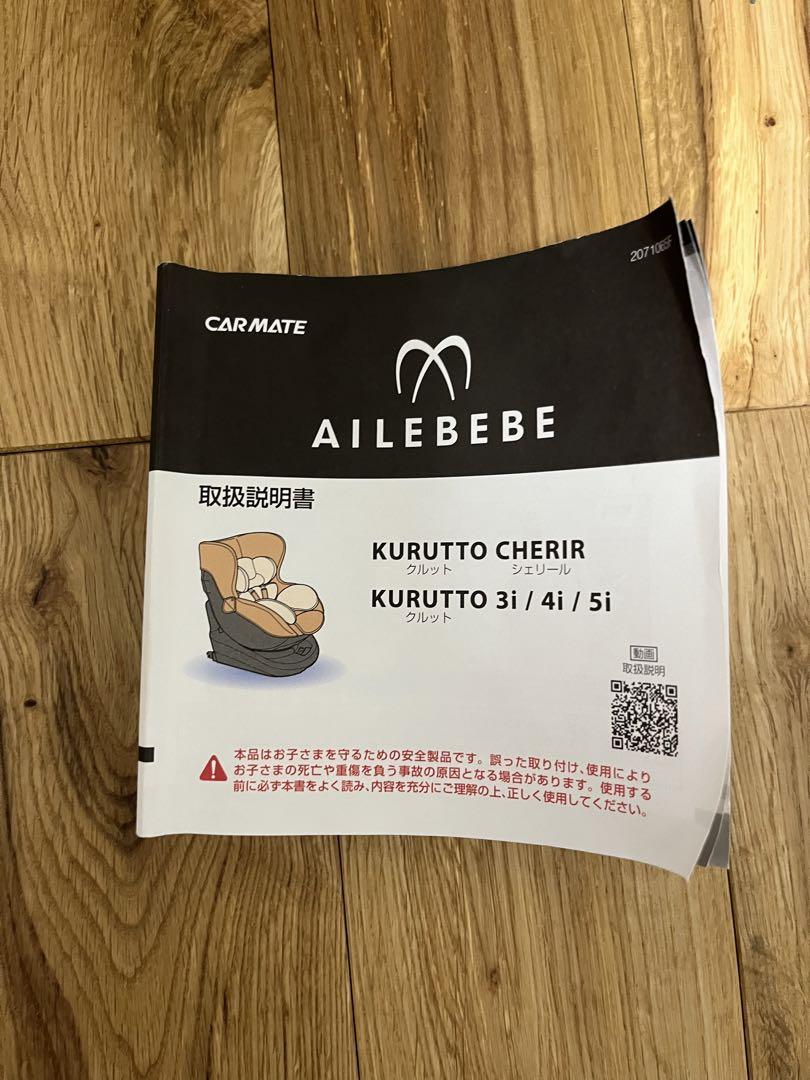 2071065F
CARMATE
AILEBEBE
取扱説明書
KURUTTO CHERIR
クルット シェリール
KURUTTO 3i / 4i / 5i
クルット
動画
取扱説明
本品はお子さまを守るための安全製品です。誤った取り付け、使用により
お子さまの死亡や重傷を負う事故の原因となる場合があります。使用する
前に必ず本書をよく読み、内容を充分にご理解の上、正しく使用してください。